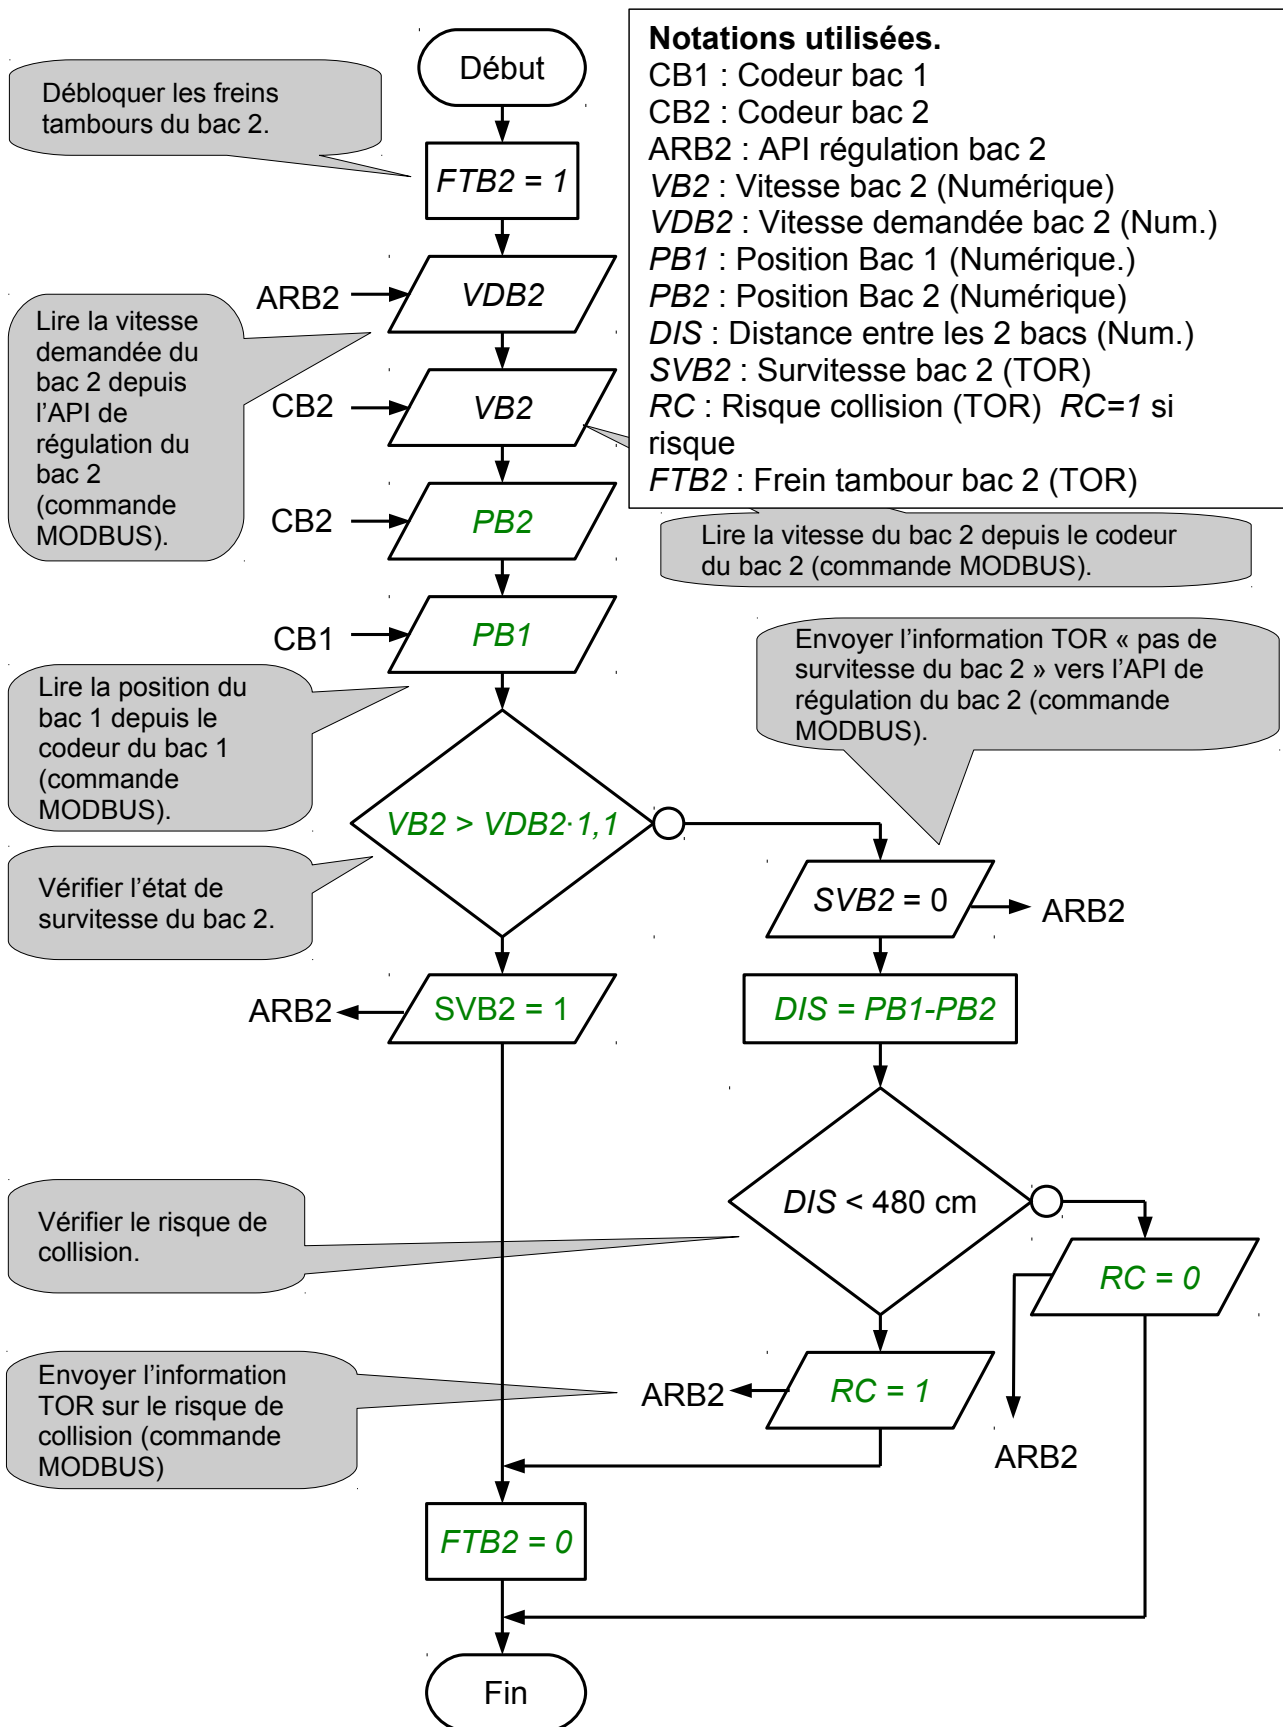 Début
Notations utilisées.
CB1 : Codeur bac 1
CB2 : Codeur bac 2
ARB2 : API régulation bac 2
VB2 : Vitesse bac 2 (Numérique)
VDB2 : Vitesse demandée bac 2 (Num.)
PB1 : Position Bac 1 (Numérique.)
PB2 : Position Bac 2 (Numérique)
DIS : Distance entre les 2 bacs (Num.)
SVB2 : Survitesse bac 2 (TOR)
RC : Risque collision (TOR) RC=1 si
risque
FTB2 : Frein tambour bac 2 (TOR)
Débloquer les freins
tambours du bac 2.
FTB2 = 1
ARB2
VDB2
Lire la vitesse
demandée du
bac 2 depuis
l’API de
régulation du
bac 2
(commande
MODBUS).
CB2
VB2
Lire la vitesse du bac 2 depuis le codeur
du bac 2 (commande MODBUS).
CB2
PB2
CB1
PB1
Envoyer l’information TOR « pas de
survitesse du bac 2 » vers l’API de
régulation du bac 2 (commande
MODBUS).
Lire la position du
bac 1 depuis le
codeur du bac 1
(commande
MODBUS).
VB2 > VDB2·1,1
Vérifier l’état de
survitesse du bac 2.
SVB2 = 0
ARB2
ARB2
SVB2 = 1
DIS = PB1-PB2
Vérifier le risque de
collision.
DIS < 480 cm
RC = 0
Envoyer l’information
TOR sur le risque de
collision (commande
MODBUS)
ARB2
RC = 1
ARB2
FTB2 = 0
Fin